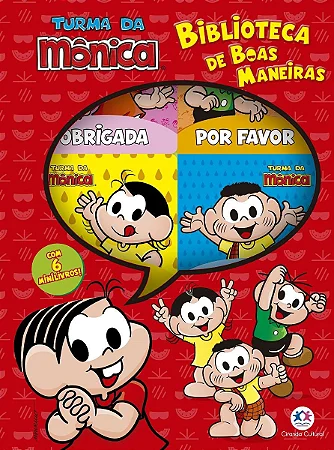 TURMA DA
MÔNICA
BIBLIOTECA
DE BOAS
MANEIRAS
OBRIGADA
POR FAVOR
TURMA DA
MÔNICA
TURMA DA
MÔNICA
COM
6
MINILIVROS!
Ciranda Cultural